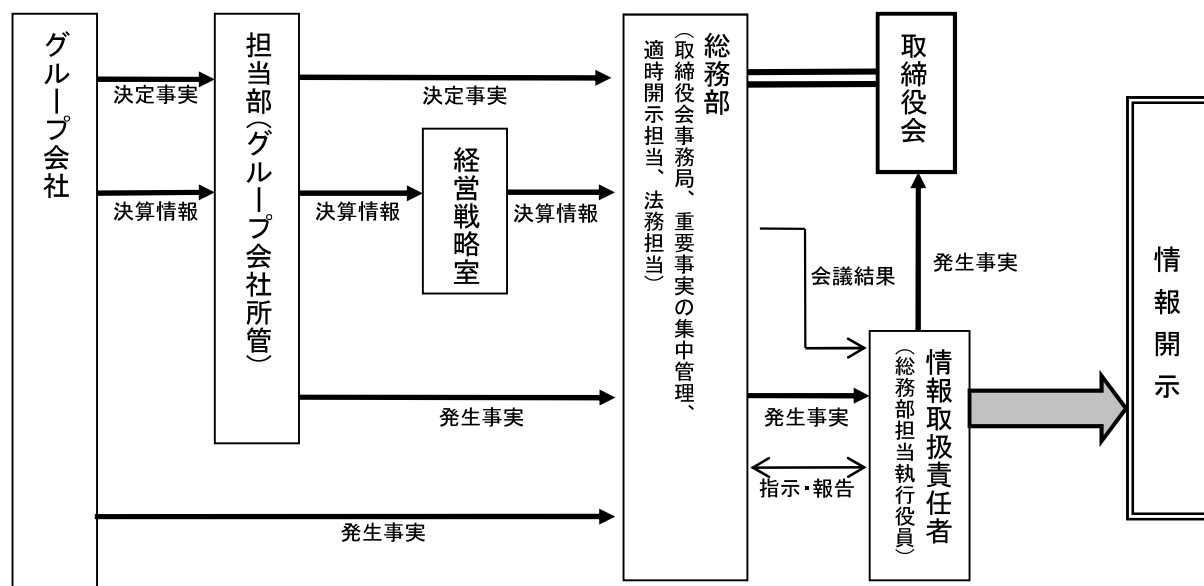 グループ会社
決定事実
決算情報
担当部(グループ会社所管)
決定事実
決算情報
経営戦略室
決算情報
発生事実
発生事実
総務部
(取締役会事務局、重要事実の集中管理、
適時開示担当、法務担当)
取締役会
発生事実
会議結果
発生事実
指示・報告
情報取扱責任者
(総務部担当執行役員)
情報開示